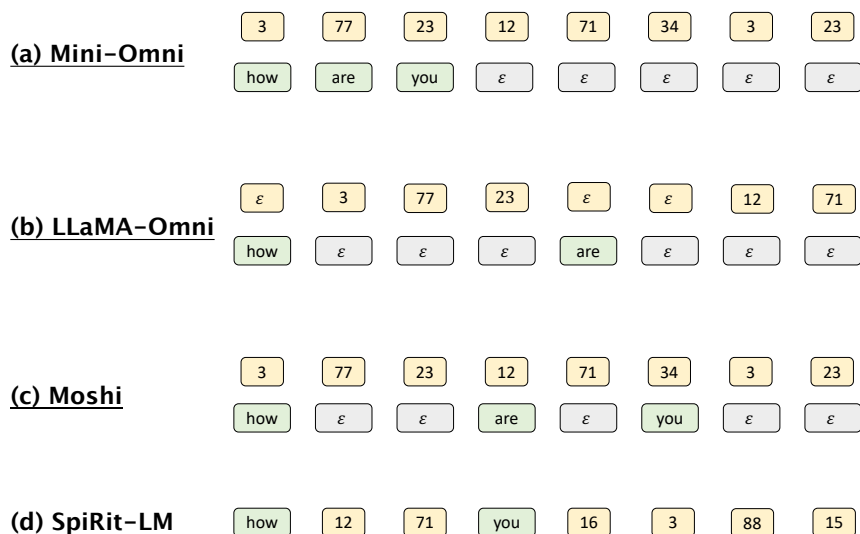 3 77 23 12 71 34 3 23
(a) Mini-Omni
how are you ε ε ε ε ε
ε 3 77 23 ε ε 12 71
(b) LLaMA-Omni
how ε ε ε are ε ε ε
3 77 23 12 71 34 3 23
(c) Moshi
how ε ε are ε you ε ε
(d) SpiRit-LM how 12 71 you 16 3 88 15